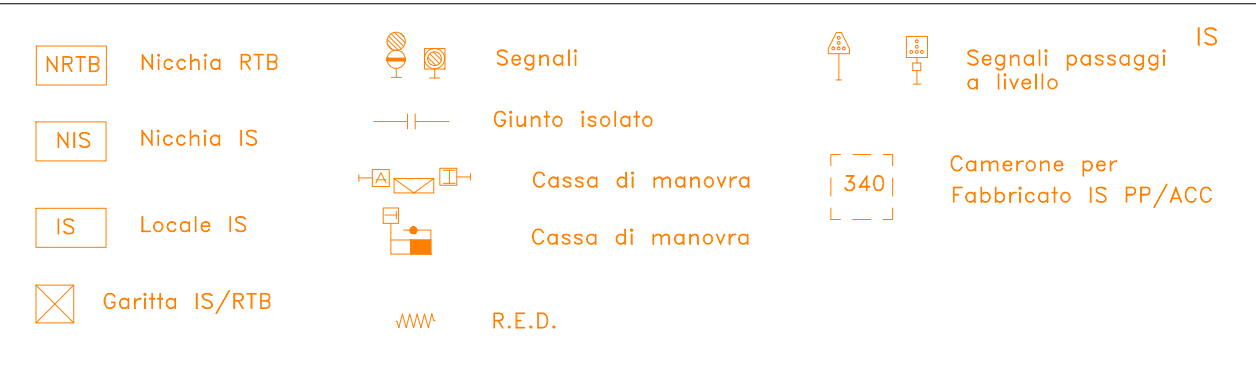 IS
NRTB Nicchia RTB
NIS Nicchia IS
IS Locale IS
Garitta IS/RTB
Segnali
Giunto isolato
A I Cassa di manovra
Cassa di manovra
R.E.D.
Segnali passaggi
a livello
340
Camerone per
Fabbricato IS PP/ACC